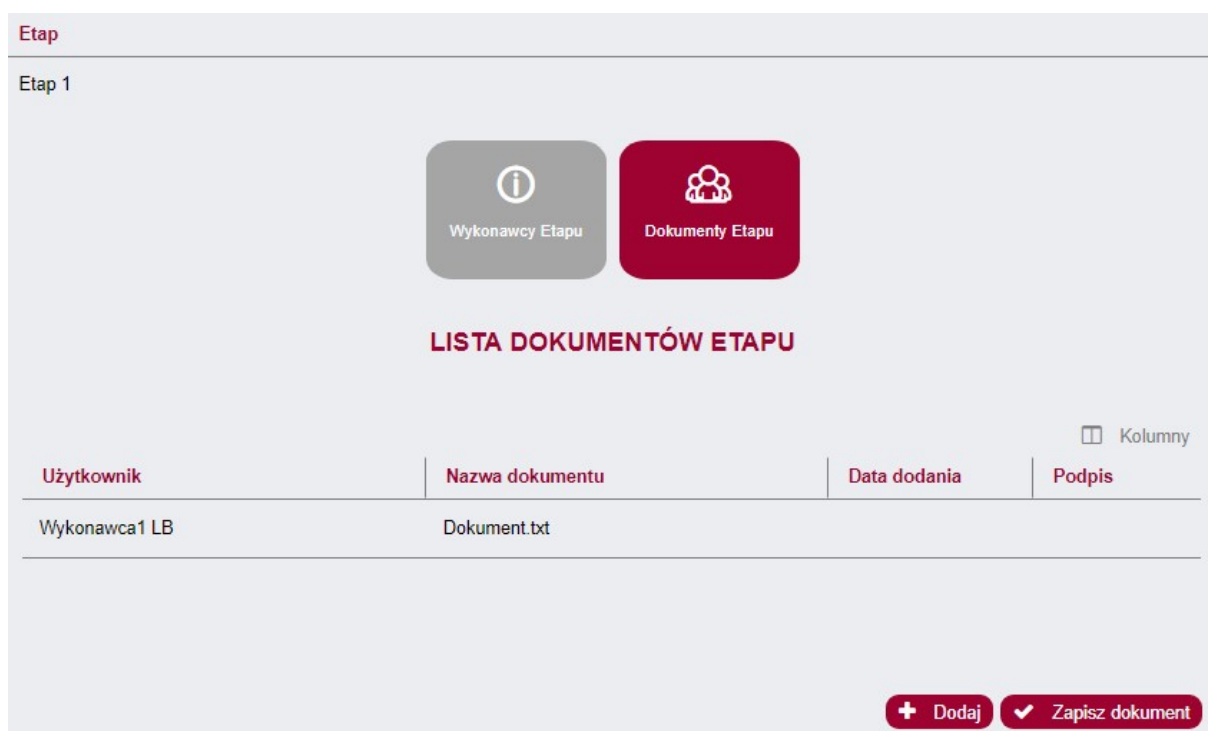 Etap
Etap 1
Wykonawcy Etapu Dokumenty Etapu
LISTA DOKUMENTÓW ETAPU
Kolumny
Użytkownik Nazwa dokumentu Data dodania Podpis
Wykonawca1 LB Dokument.txt
Dodaj Zapisz dokument